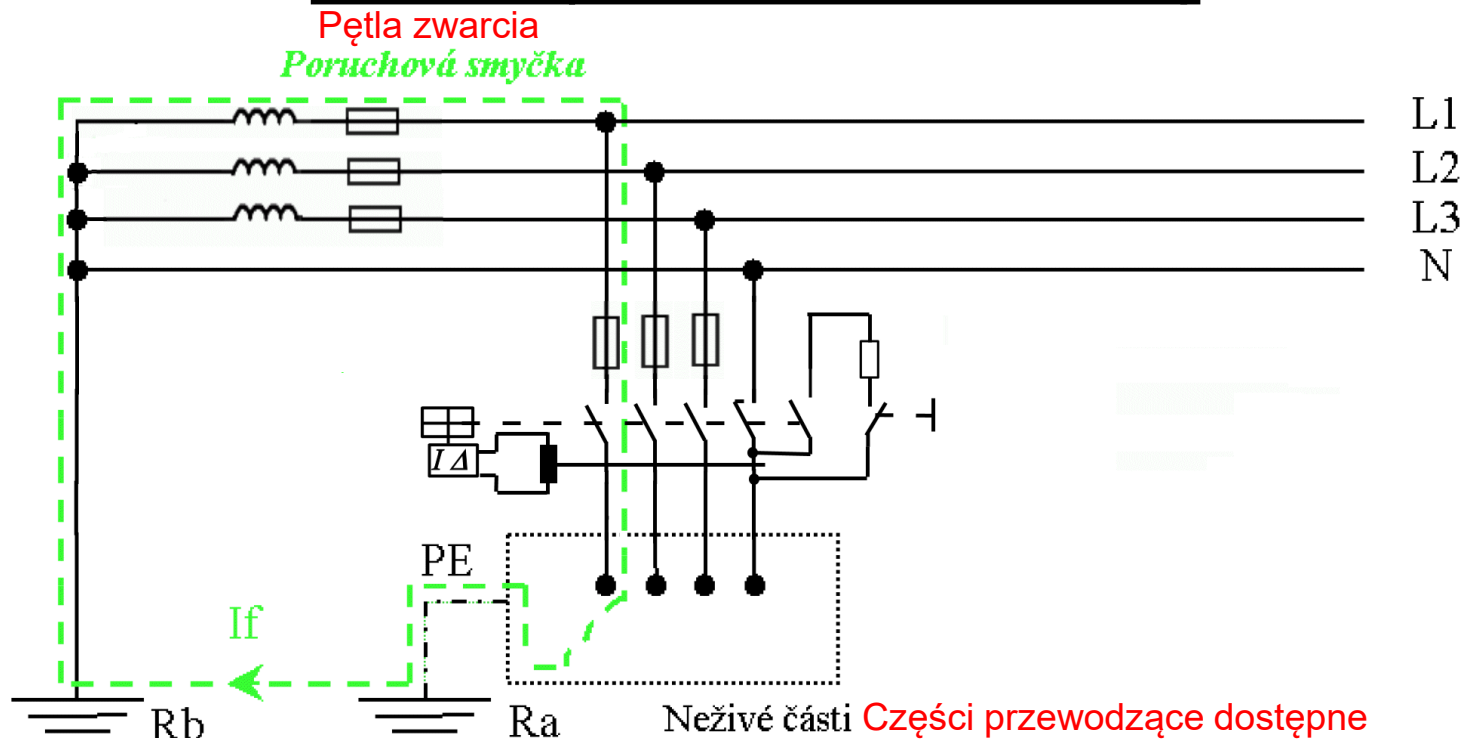 Pętla zwarcia
Poruchová smyčka
L1
L2
L3
N
I Δ
PE
If
Rb
Ra
Neživé části Części przewodzące dostępne